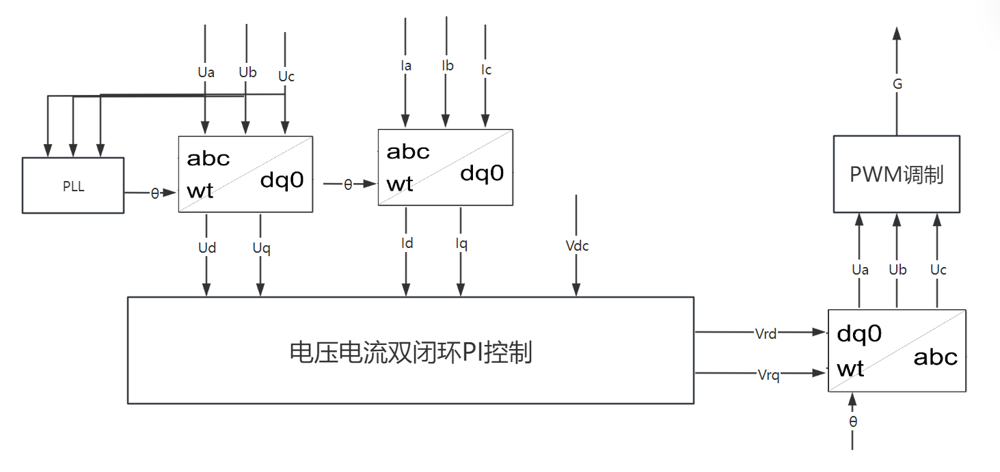 Ua
Ub
Uc
Ia
Ib
Ic
G
abc
wt
dq0
abc
wt
dq0
PWM调制
PLL
θ
θ
Ud
Uq
Id
Iq
Vdc
Ua
Ub
Uc
电压电流双闭环PI控制
Vrd
Vrq
dq0
wt
abc
θ